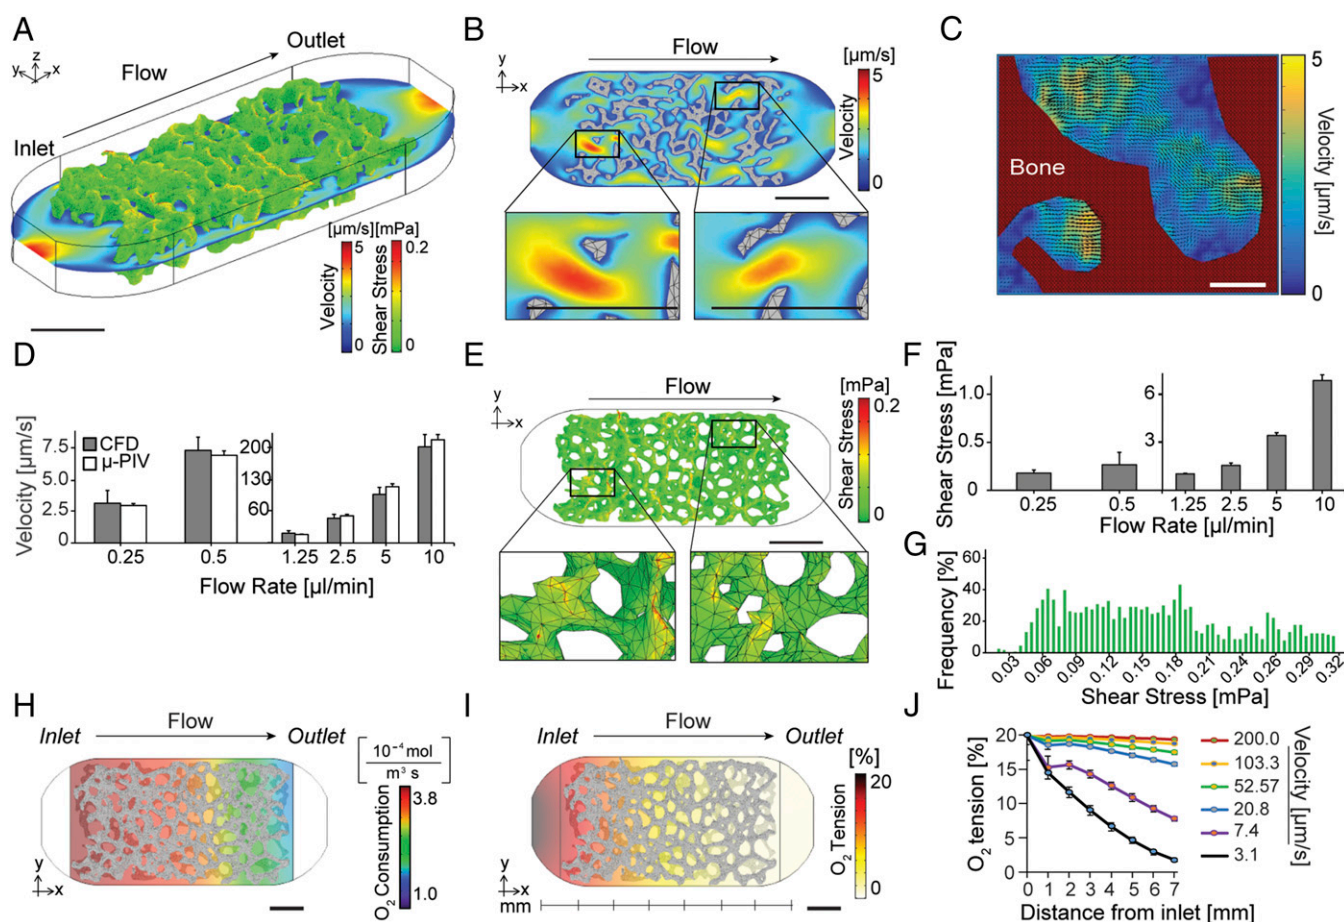 A
z
y
x
Flow
Outlet
Inlet
[µm/s][mPa]
5
0.2
Velocity
Shear Stress
0
0
B
y
x
Flow
[µm/s]
5
Velocity
0
C
Bone
5
Velocity [µm/s]
0
D
Velocity [µm/s]
7.5
5
2.5
0
CFD
µ-PIV
200
130
60
0.25
0.5
1.25
2.5
5
10
Flow Rate [µl/min]
E
y
x
Flow
[mPa]
0.2
Shear Stress
0
F
Shear Stress [mPa]
1.0
0.5
0
6
3
0.25
0.5
1.25
2.5
5
10
Flow Rate [µl/min]
G
Frequency [%]
60
40
20
0
0.03
0.06
0.09
0.12
0.15
0.18
0.21
0.24
0.26
0.29
0.32
Shear Stress [mPa]
H
Flow
Inlet
Outlet
10-4 mol
m3 s
3.8
O2 Consumption
1.0
y
x
I
Flow
Inlet
Outlet
[%]
20
O2 Tension
0
y
x
mm
J
O2 tension [%]
20
15
10
5
0
0 1 2 3 4 5 6 7
Distance from inlet [mm]
200.0
103.3
52.57
20.8
7.4
3.1
Velocity [µm/s]